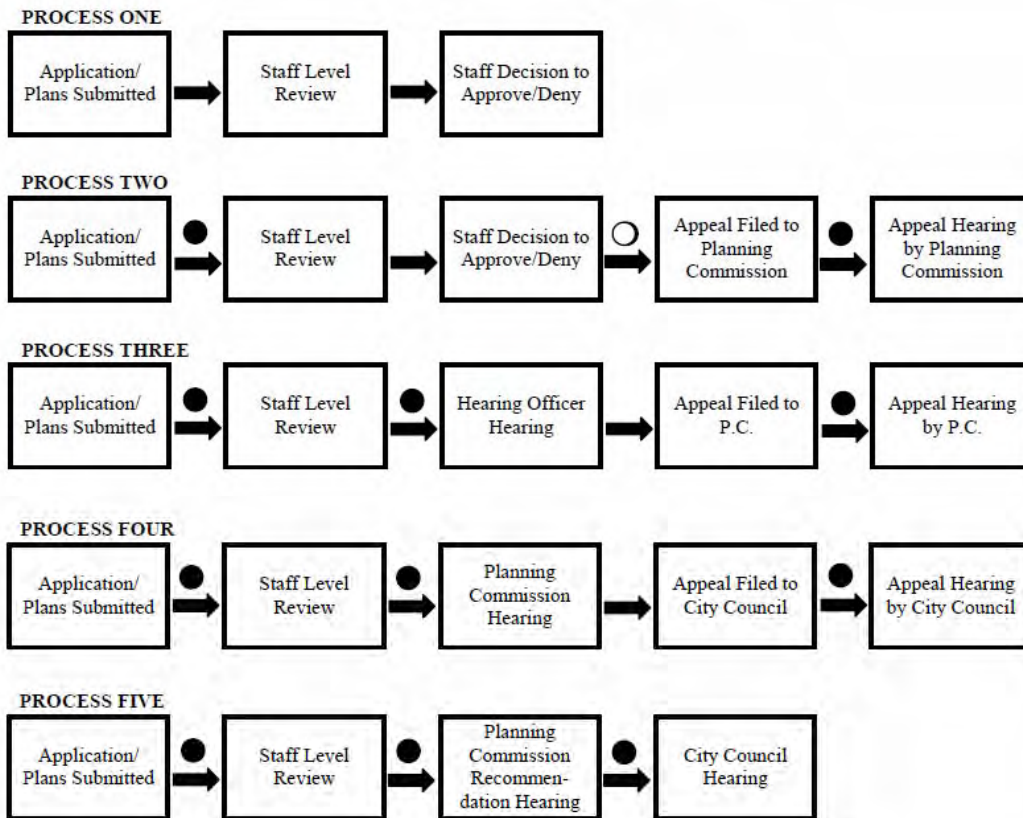 PROCESS ONE
Application/
Plans Submitted
Staff Level
Review
Staff Decision to
Approve/Deny
PROCESS TWO
Application/
Plans Submitted
Staff Level
Review
Staff Decision to
Approve/Deny
Appeal Filed to
Planning
Commission
Appeal Hearing
by Planning
Commission
PROCESS THREE
Application/
Plans Submitted
Staff Level
Review
Hearing Officer
Hearing
Appeal Filed to
P.C.
Appeal Hearing
by P.C.
PROCESS FOUR
Application/
Plans Submitted
Staff Level
Review
Planning
Commission
Hearing
Appeal Filed to
City Council
Appeal Hearing
by City Council
PROCESS FIVE
Application/
Plans Submitted
Staff Level
Review
Planning
Commission
Recommen-
dation Hearing
City Council
Hearing